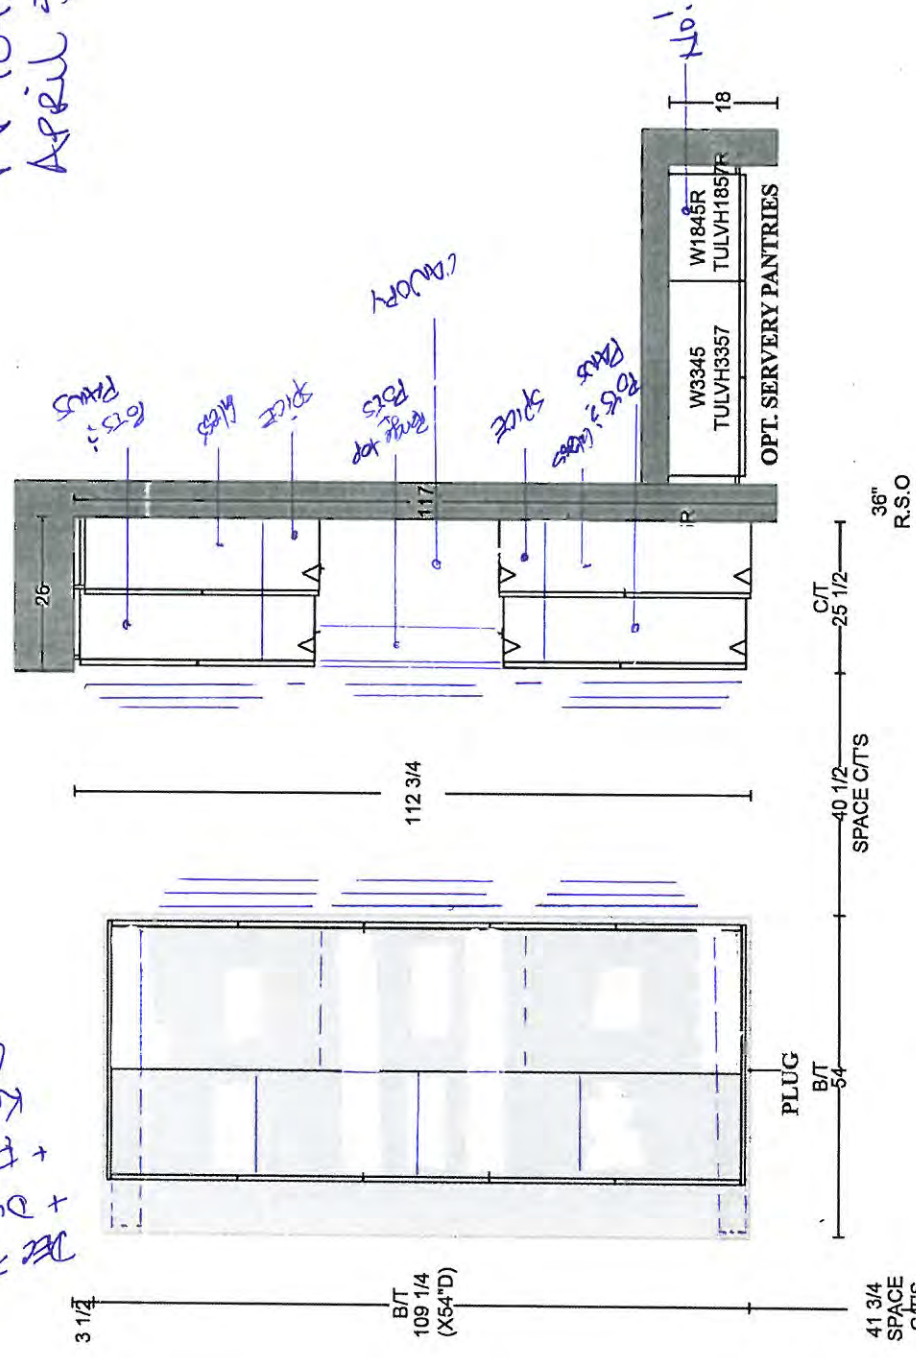 APRIL
No!
18
W1845R
TULVH1857R
W3345
TULVH3357
OPT. SERVERY PANTRIES
CANOPY
PANS
POTS??
SPICE
Range top
POTS
SPICE
PANS
26
117
R
36"
R.S.O
C/T
25 1/2
40 1/2
SPACE C/T'S
112 3/4
PLUG
B/T
54
3 1/2
B/T
109 1/4
(X54"D)
41 3/4
SPACE